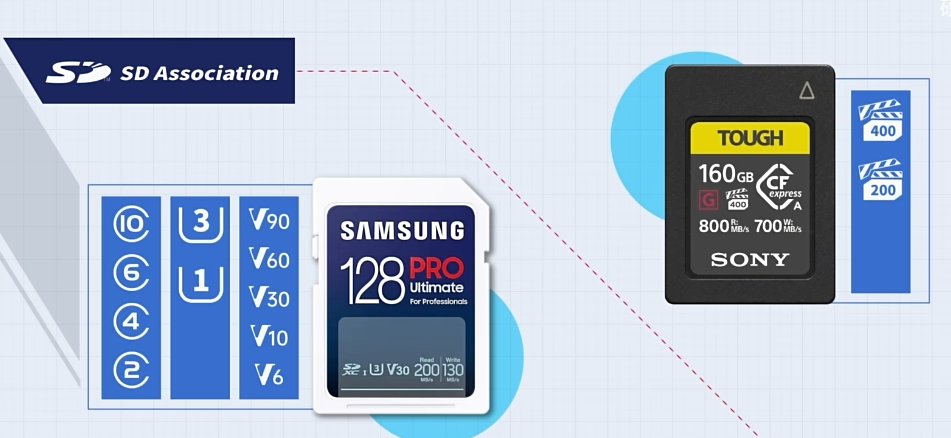 SD Association
10
6
4
2
3
1
V90
V60
V30
V10
V6
SAMSUNG
128 PRO
Ultimate
For Professionals
Read Write
SDXC I 3 V30 200 130
MB/s MB/s
TOUGH
160GB
CF
express
A
G 400
800 R: MB/s 700 W: MB/s
SONY
400
200